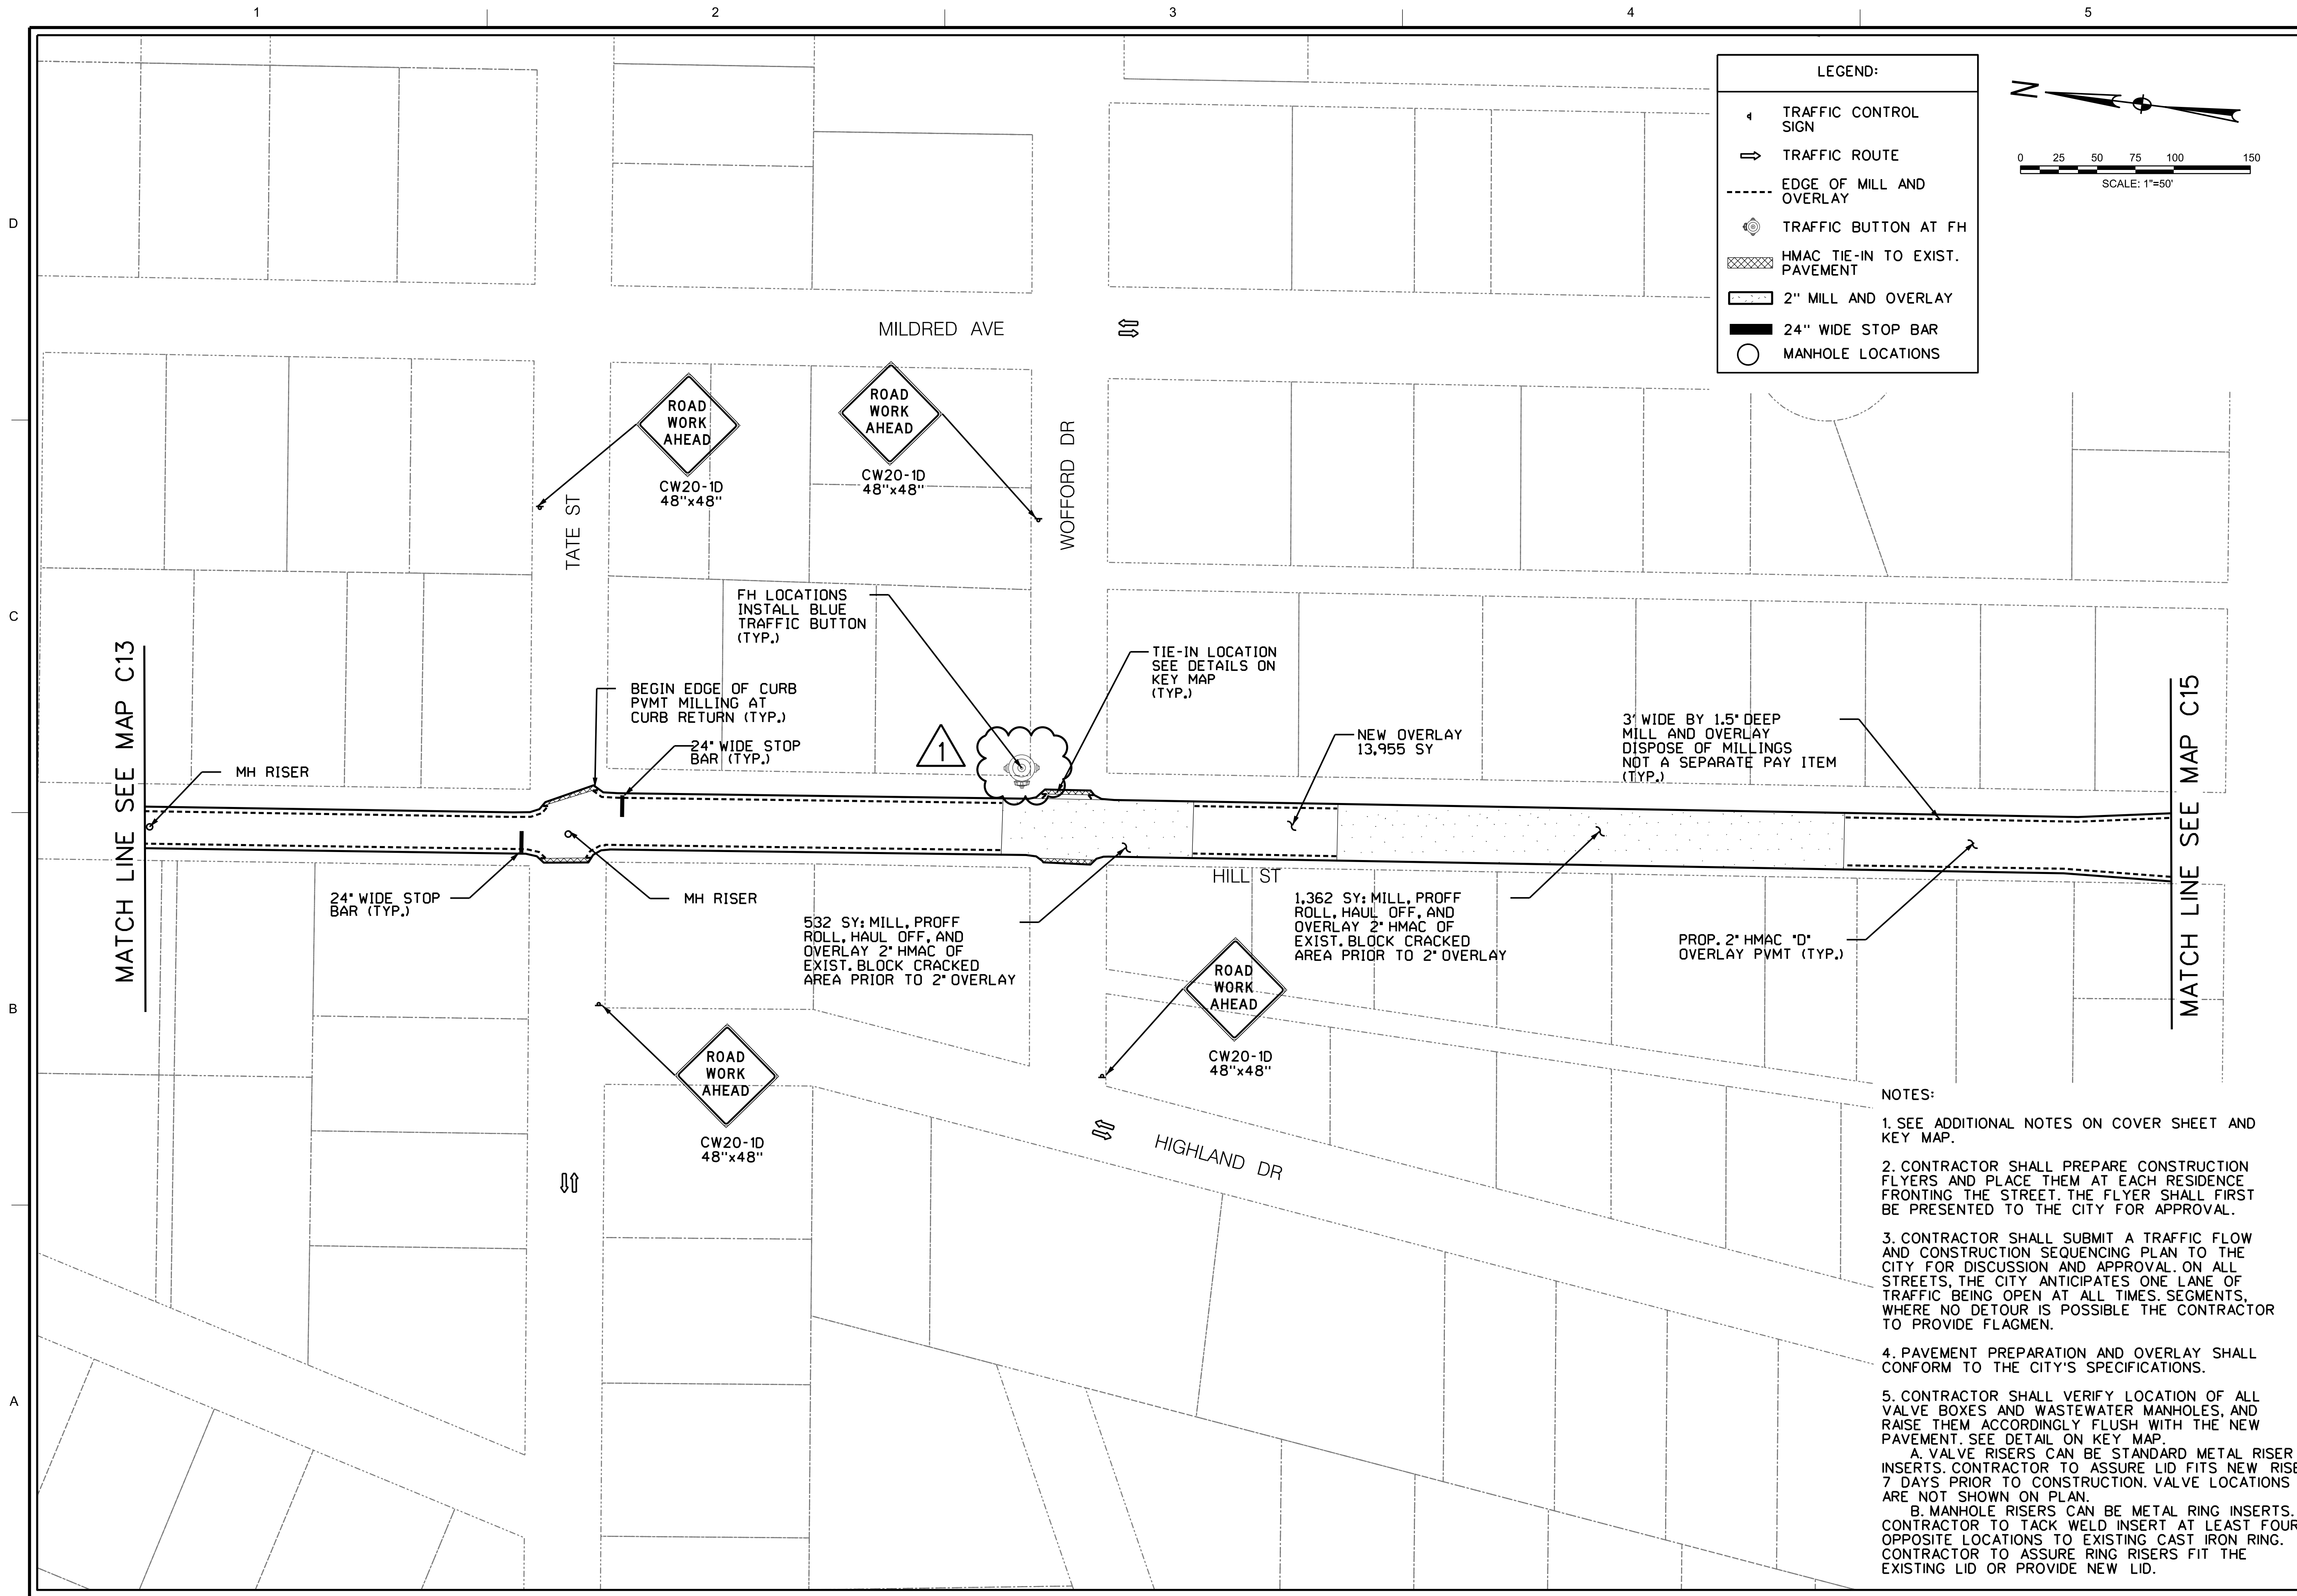 1
2
3
4
5
D
C
B
A
LEGEND:
TRAFFIC CONTROL
SIGN
TRAFFIC ROUTE
EDGE OF MILL AND
OVERLAY
TRAFFIC BUTTON AT FH
HMAC TIE-IN TO EXIST.
PAVEMENT
2" MILL AND OVERLAY
24" WIDE STOP BAR
MANHOLE LOCATIONS
N
0 25 50 75 100 150
SCALE: 1"=50'
MILDRED AVE
ROAD
WORK
AHEAD
CW20-1D
48"x48"
ROAD
WORK
AHEAD
CW20-1D
48"x48"
TATE ST
WOFFORD DR
FH LOCATIONS
INSTALL BLUE
TRAFFIC BUTTON
(TYP.)
TIE-IN LOCATION
SEE DETAILS ON
KEY MAP
(TYP.)
BEGIN EDGE OF CURB
PVMT MILLING AT
CURB RETURN (TYP.)
24" WIDE STOP
BAR (TYP.)
1
NEW OVERLAY
13,955 SY
3' WIDE BY 1.5" DEEP
MILL AND OVERLAY
DISPOSE OF MILLINGS
NOT A SEPARATE PAY ITEM
(TYP.)
MATCH LINE SEE MAP C13
MH RISER
MATCH LINE SEE MAP C15
24" WIDE STOP
BAR (TYP.)
MH RISER
HILL ST
532 SY: MILL, PROFF
ROLL, HAUL OFF, AND
OVERLAY 2" HMAC OF
EXIST. BLOCK CRACKED
AREA PRIOR TO 2" OVERLAY
1,362 SY: MILL, PROFF
ROLL, HAUL OFF, AND
OVERLAY 2" HMAC OF
EXIST. BLOCK CRACKED
AREA PRIOR TO 2" OVERLAY
PROP. 2" HMAC "D"
OVERLAY PVMT (TYP.)
ROAD
WORK
AHEAD
CW20-1D
48"x48"
ROAD
WORK
AHEAD
CW20-1D
48"x48"
HIGHLAND DR
NOTES:
1. SEE ADDITIONAL NOTES ON COVER SHEET AND
KEY MAP.
2. CONTRACTOR SHALL PREPARE CONSTRUCTION
FLYERS AND PLACE THEM AT EACH RESIDENCE
FRONTING THE STREET. THE FLYER SHALL FIRST
BE PRESENTED TO THE CITY FOR APPROVAL.
3. CONTRACTOR SHALL SUBMIT A TRAFFIC FLOW
AND CONSTRUCTION SEQUENCING PLAN TO THE
CITY FOR DISCUSSION AND APPROVAL. ON ALL
STREETS, THE CITY ANTICIPATES ONE LANE OF
TRAFFIC BEING OPEN AT ALL TIMES. SEGMENTS,
WHERE NO DETOUR IS POSSIBLE THE CONTRACTOR
TO PROVIDE FLAGMEN.
4. PAVEMENT PREPARATION AND OVERLAY SHALL
CONFORM TO THE CITY'S SPECIFICATIONS.
5. CONTRACTOR SHALL VERIFY LOCATION OF ALL
VALVE BOXES AND WASTEWATER MANHOLES, AND
RAISE THEM ACCORDINGLY FLUSH WITH THE NEW
PAVEMENT. SEE DETAIL ON KEY MAP.
A. VALVE RISERS CAN BE STANDARD METAL RISER
INSERTS. CONTRACTOR TO ASSURE LID FITS NEW
7 DAYS PRIOR TO CONSTRUCTION. VALVE LOCATIONS
ARE NOT SHOWN ON PLAN.
B. MANHOLE RISERS CAN BE METAL RING INSERTS.
CONTRACTOR TO TACK WELD INSERT AT LEAST FOUR
OPPOSITE LOCATIONS TO EXISTING CAST IRON RING.
CONTRACTOR TO ASSURE RING RISERS FIT THE
EXISTING LID OR PROVIDE NEW LID.